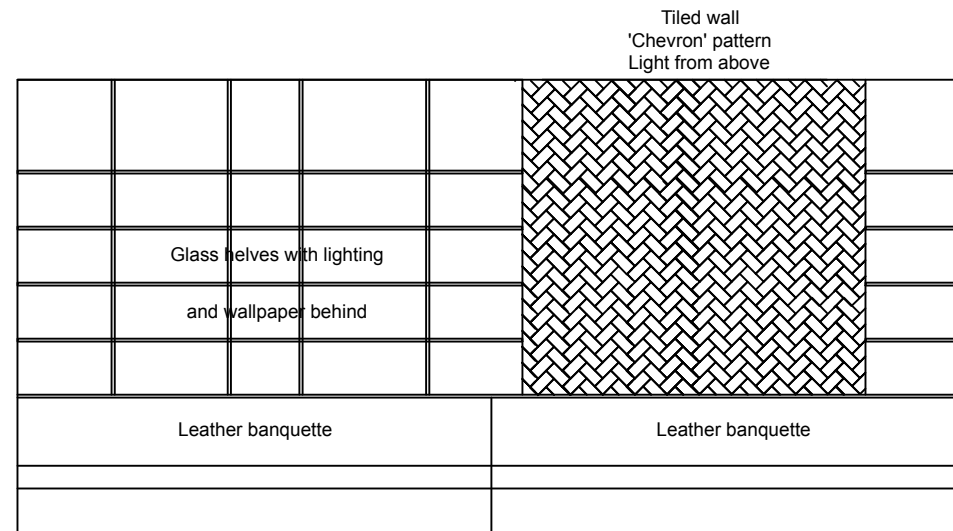 Tiled wall
'Chevron' pattern
Light from above
Glass helves with lighting
and wallpaper behind
Leather banquette
Leather banquette